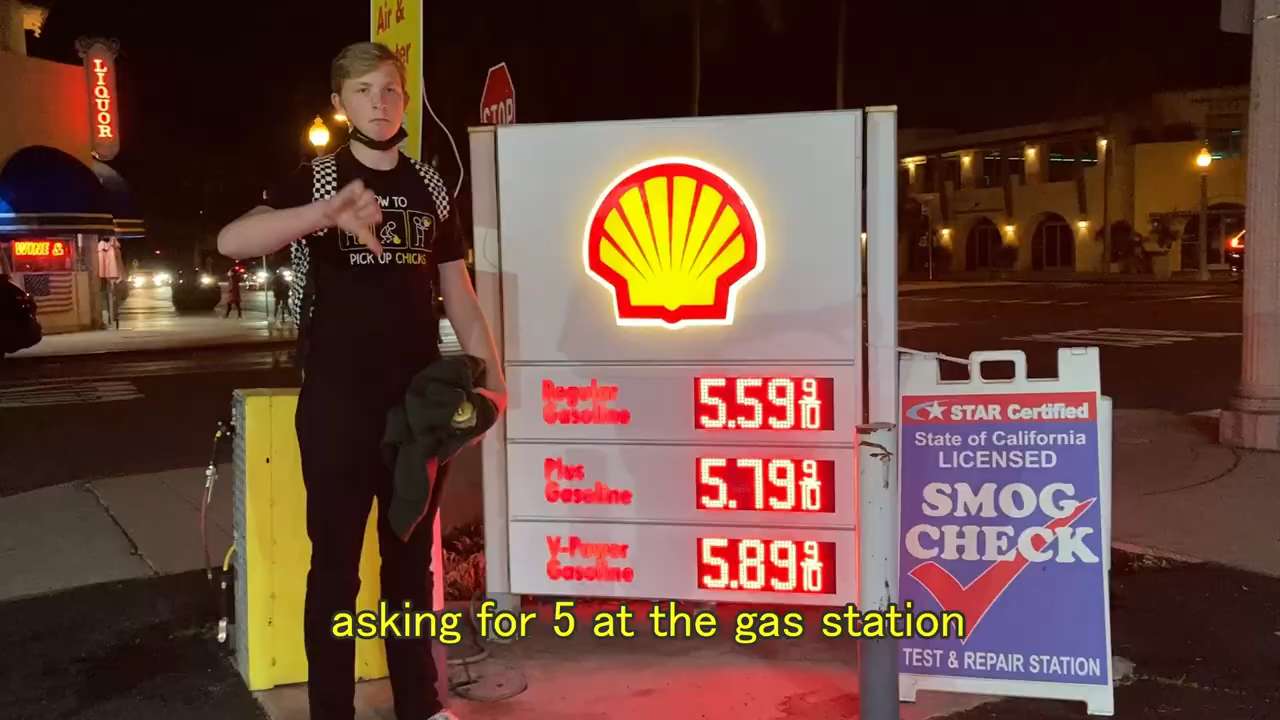 Air &
LIQUOR
STOP
HOW TO
PICK UP CHICKS
WINE &
Regular
Gasoline
5.59 9/10
Plus
Gasoline
5.79 9/10
V-Power
Gasoline
5.89 9/10
STAR Certified
State of California
LICENSED
SMOG
CHECK
TEST & REPAIR STATION
asking for 5 at the gas station